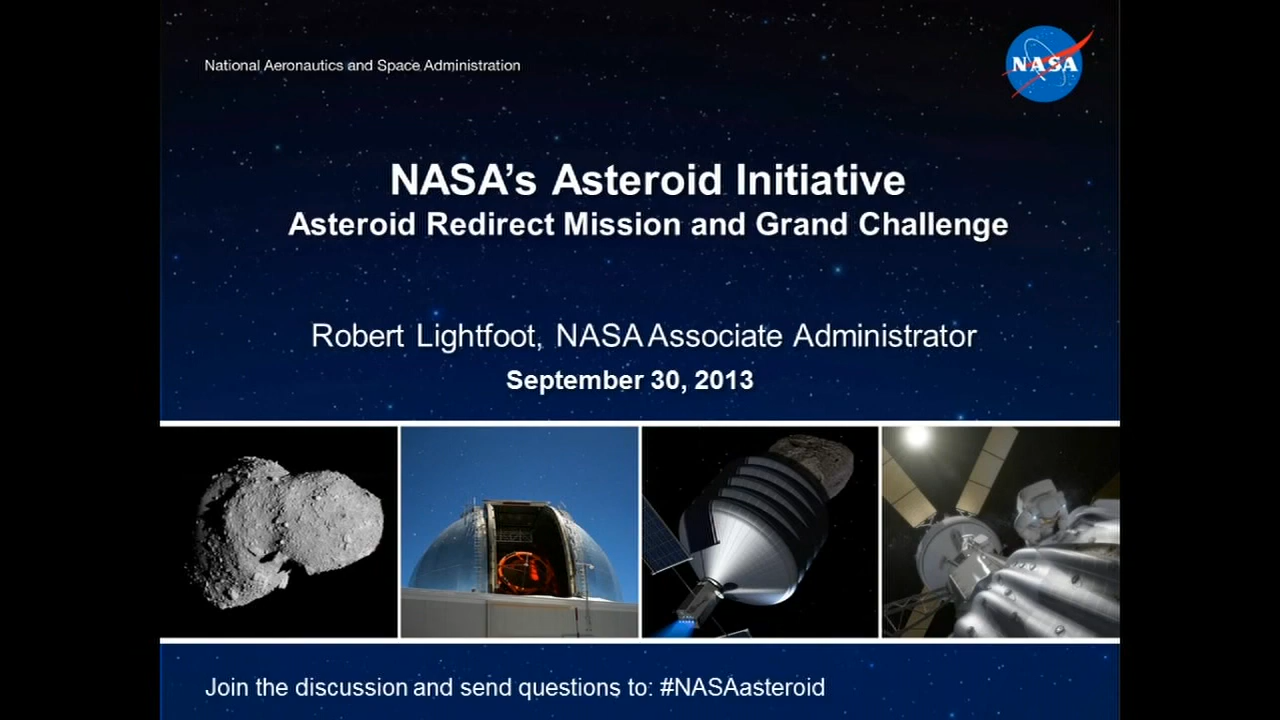 National Aeronautics and Space Administration
NASA
NASA's Asteroid Initiative
Asteroid Redirect Mission and Grand Challenge
Robert Lightfoot, NASA Associate Administrator
September 30, 2013
Join the discussion and send questions to: #NASAasteroid